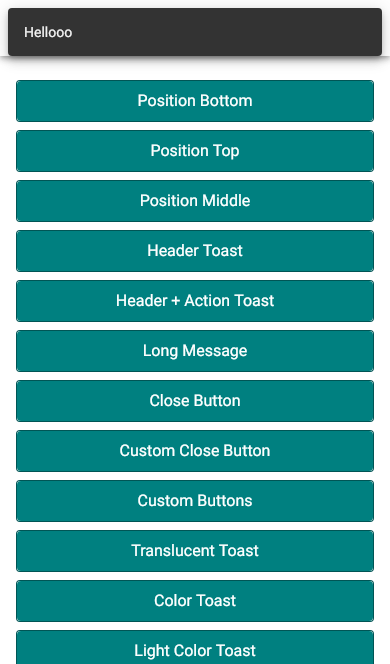 Hellooo
Position Bottom
Position Top
Position Middle
Header Toast
Header + Action Toast
Long Message
Close Button
Custom Close Button
Custom Buttons
Translucent Toast
Color Toast
Light Color Toast